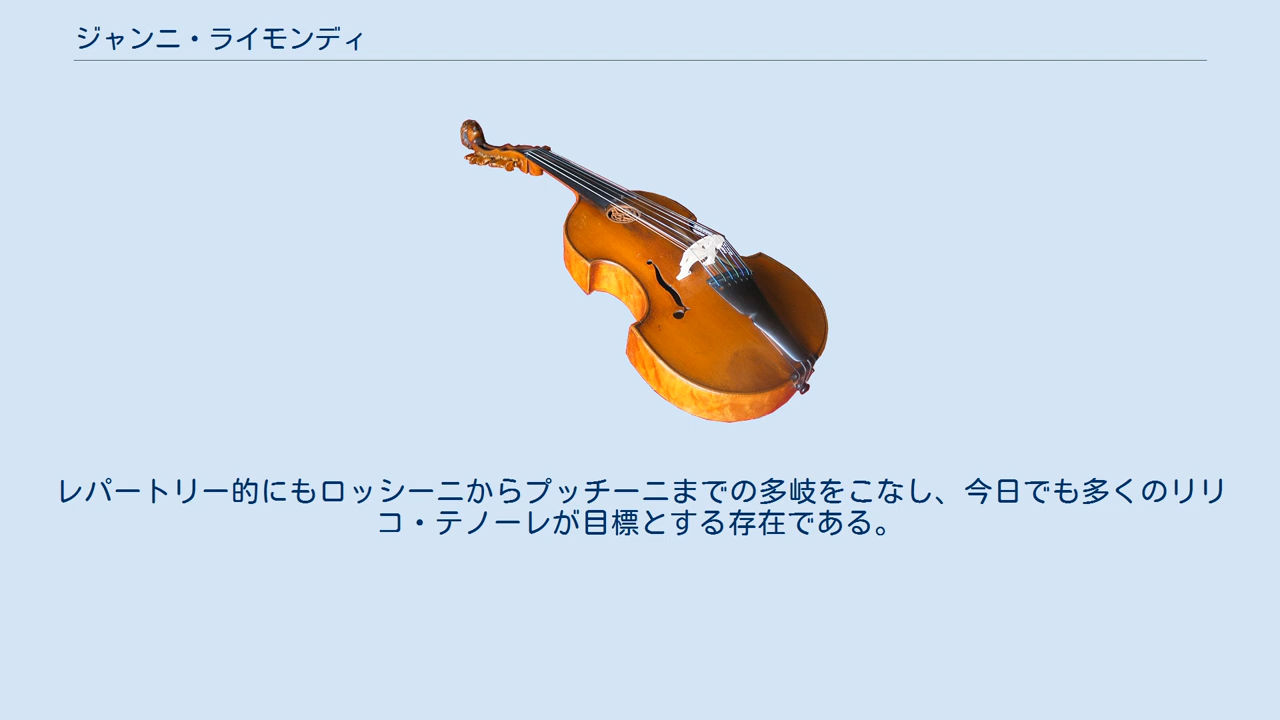 ジャンニ・ライモンディ
レパートリー的にもロッシーニからプッチーニまでの多岐をこなし、今日でも多くのリリ
コ・テノーレが目標とする存在である。